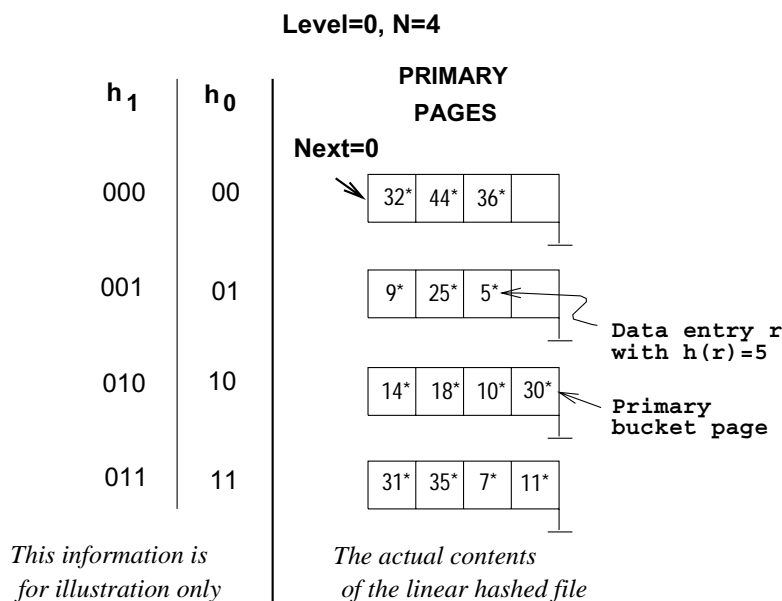 Level=0, N=4
h1 h0 PRIMARY PAGES
Next=0
000 00 32* 44* 36*
001 01 9* 25* 5*
Data entry r
with h(r)=5
010 10 14* 18* 10* 30*
Primary
bucket page
011 11 31* 35* 7* 11*
This information is
for illustration only
The actual contents
of the linear hashed file